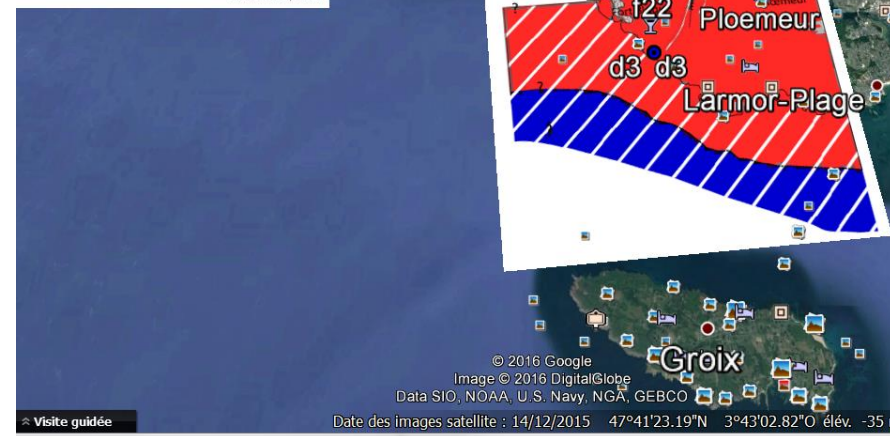 f22
Ploemeur
?
d3 d3
?
Larmor-Plage
Groix
© 2016 Google
Image © 2016 DigitalGlobe
Data SIO, NOAA, U.S. Navy, NGA, GEBCO
Visite guidée
Date des images satellite : 14/12/2015 47°41'23.19"N 3°43'02.82"O élév. -35